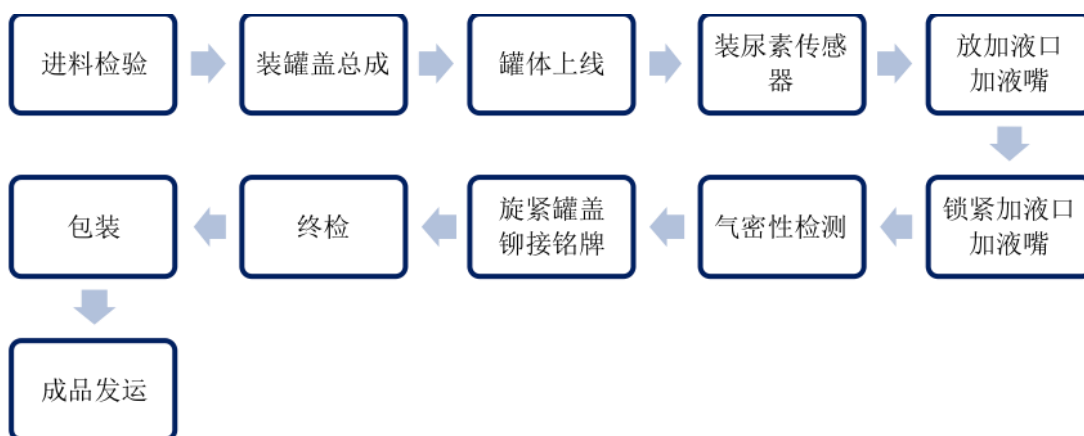 进料检验
装罐盖总成
罐体上线
装尿素传感
器
放加液口
加液嘴
锁紧加液口
加液嘴
气密性检测
旋紧罐盖
铆接铭牌
终检
包装
成品发运